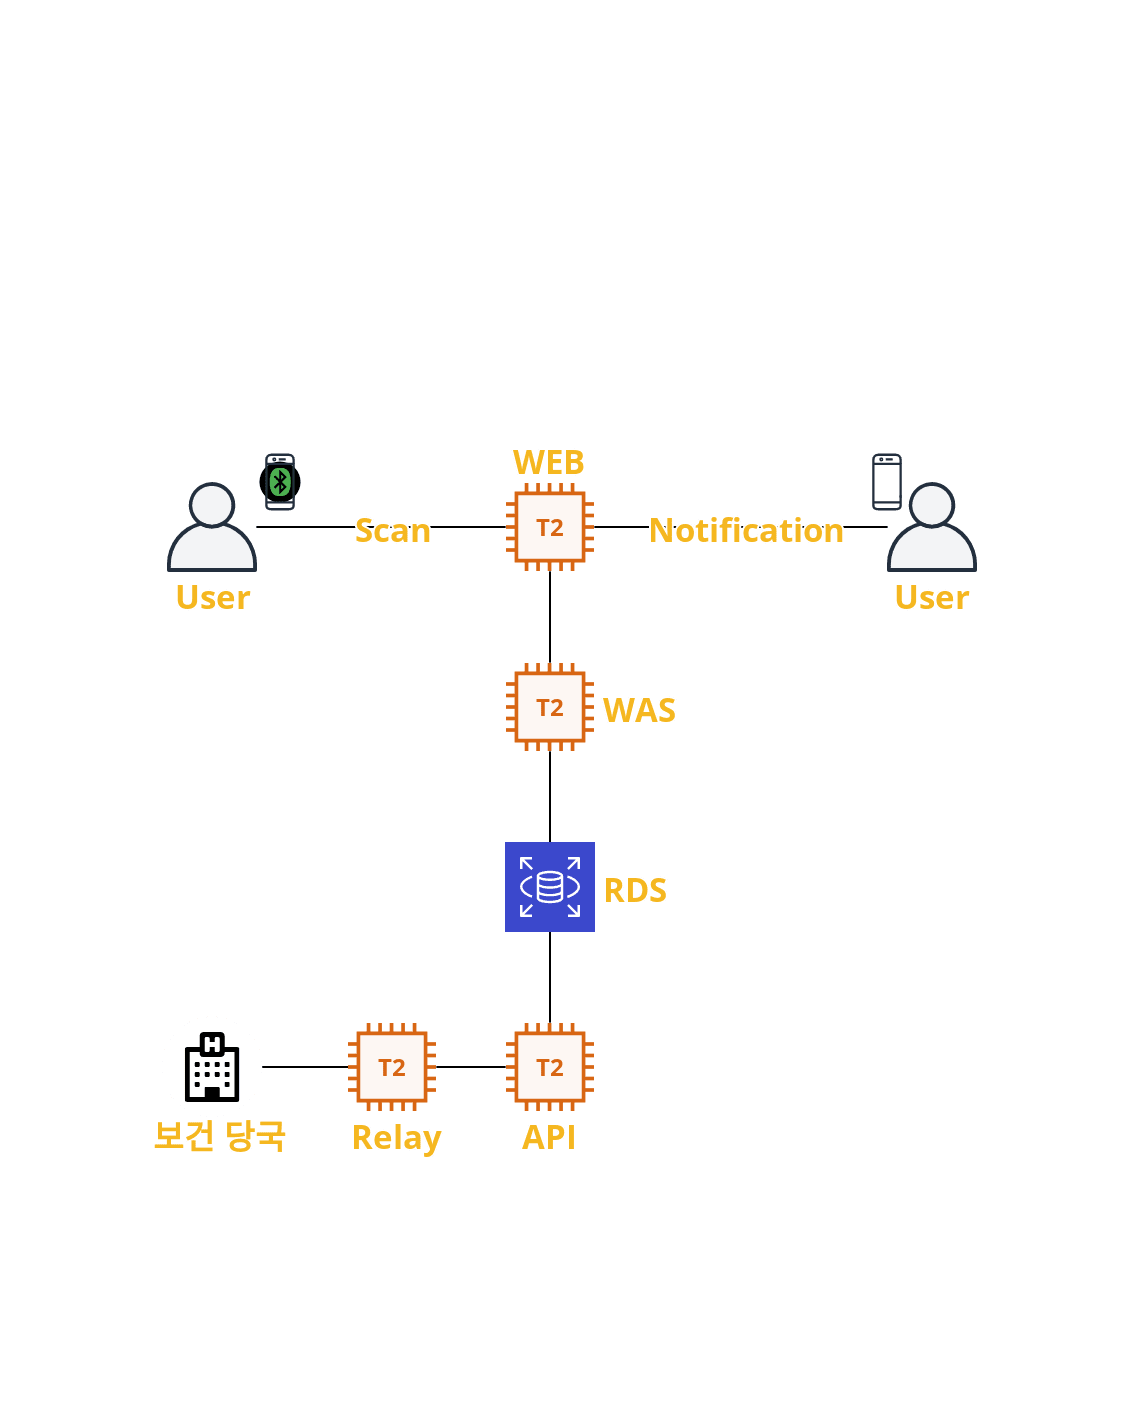 WEB
T2
Scan
Notification
User
User
T2
WAS
RDS
H
T2
T2
보건 당국
Relay
API